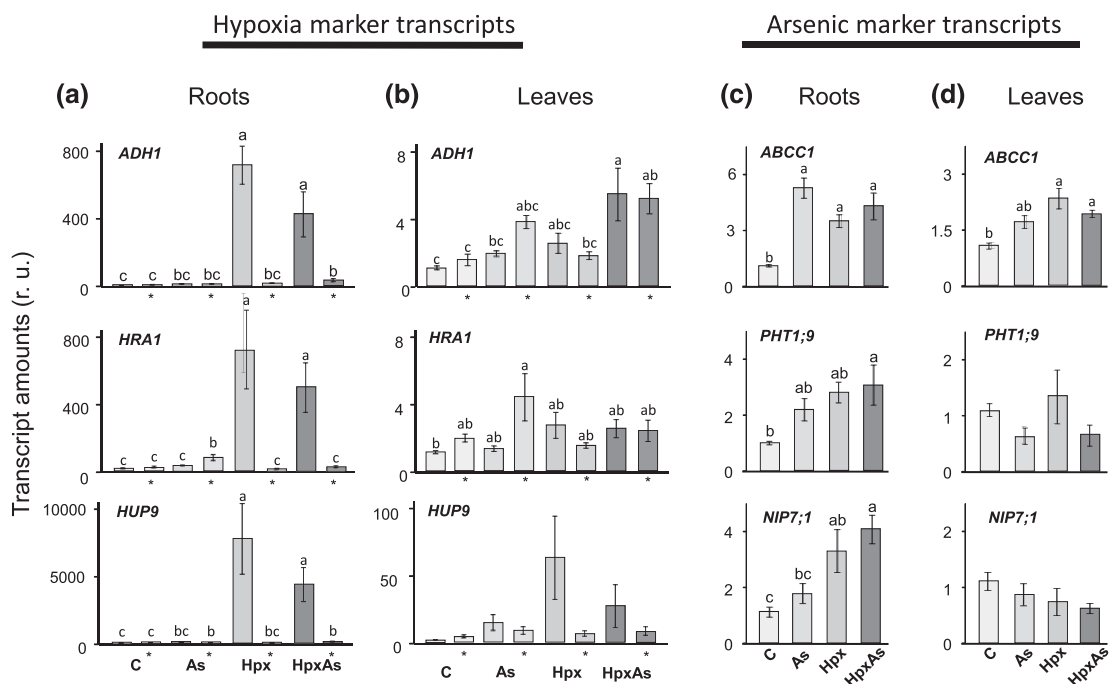 Hypoxia marker transcripts
Arsenic marker transcripts
(a) Roots
(b) Leaves
(c) Roots
(d) Leaves
Transcript amounts (r. u.)
ADH1
800
400
0
c c bc bc a bc a b
* * * *
ADH1
8
4
0
c c bc abc abc bc a ab
* * * *
ABCC1
6
3
0
b a a a
ABCC1
3
1.5
0
b ab a a
HRA1
800
400
0
c c c b a c a c
* * * *
HRA1
8
4
0
b ab ab a ab ab ab ab
* * * *
PHT1;9
4
2
0
b ab ab a
PHT1;9
2
1
0
HUP9
10000
5000
0
c c bc b a bc a b
* * * *
C As Hpx HpxAs
HUP9
100
50
0
* * * *
C As Hpx HpxAs
NIP7;1
4
2
0
c bc ab a
C As Hpx HpxAs
NIP7;1
2
1
0
C As Hpx HpxAs